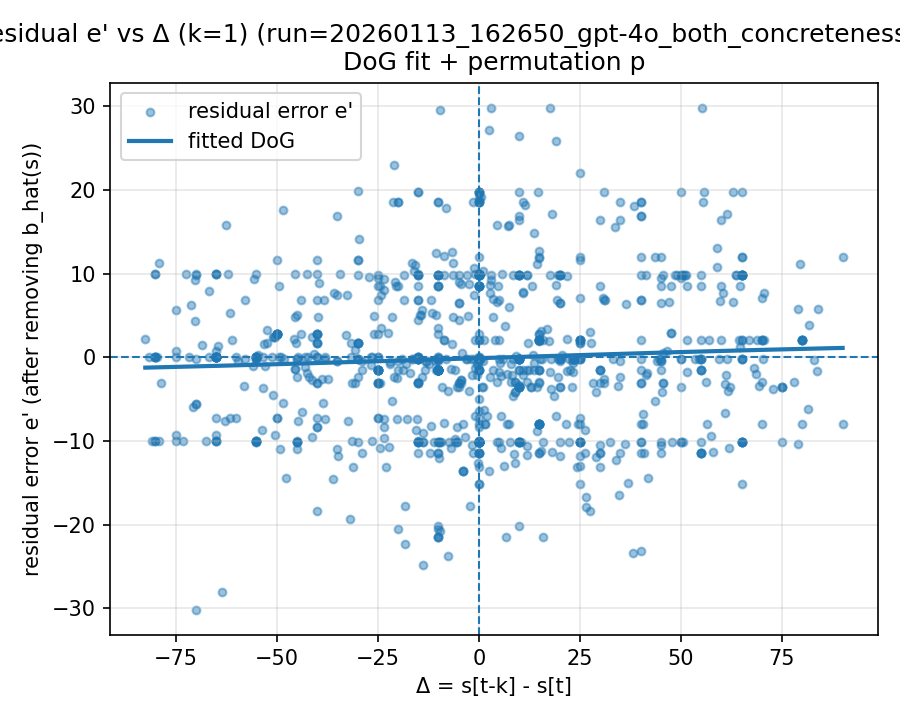 esidual e' vs Δ (k=1) (run=20260113_162650_gpt-4o_both_concreteness
DoG fit + permutation p
residual error e'
fitted DoG
residual error e' (after removing b_hat(s))
30
20
10
0
−10
−20
−30
−75
−50
−25
0
25
50
75
Δ = s[t-k] - s[t]